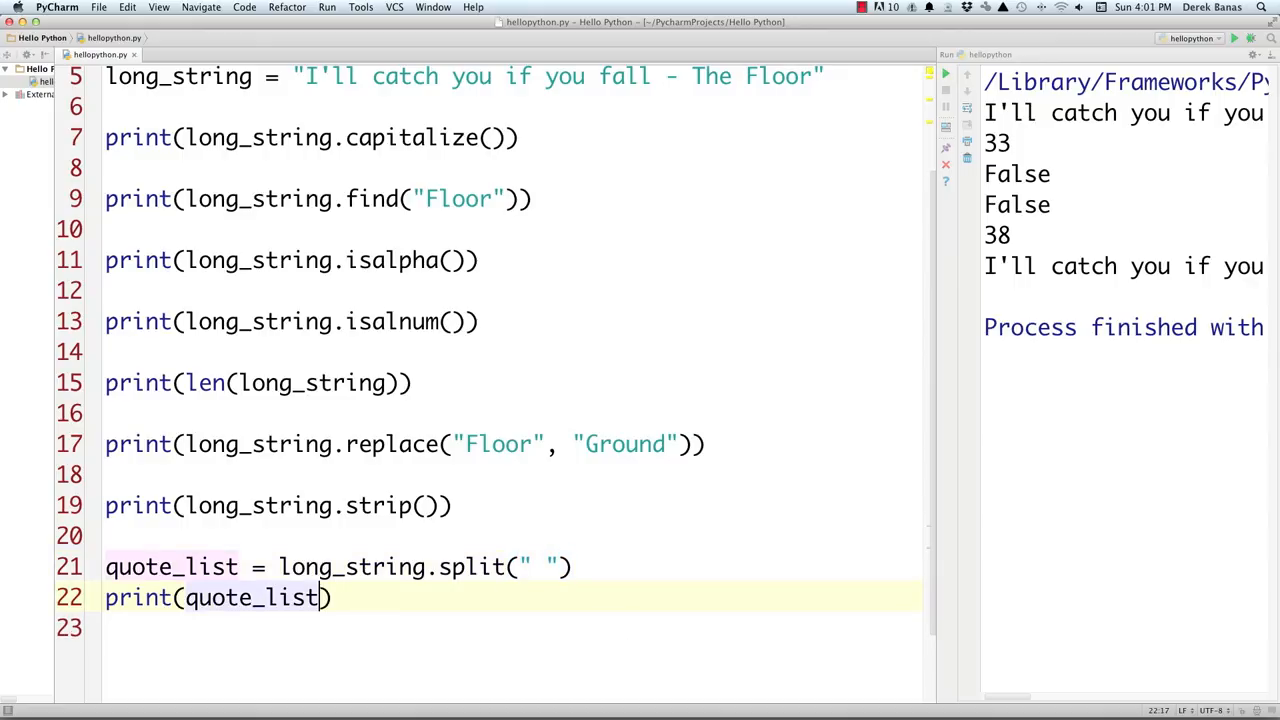 PyCharm File Edit View Navigate Code Refactor Run Tools VCS Window Help 10 Sun 4:01 PM Derek Banas
hellopython.py – Hello Python [~/PycharmProjects/Hello Python]
Hello Python hellopython.py hellopython
hellopython.py Run hellopython
Hello P
hello
Externa
5 long_string = "I'll catch you if you fall - The Floor"
6
7 print(long_string.capitalize())
8
9 print(long_string.find("Floor"))
10
11 print(long_string.isalpha())
12
13 print(long_string.isalnum())
14
15 print(len(long_string))
16
17 print(long_string.replace("Floor", "Ground"))
18
19 print(long_string.strip())
20
21 quote_list = long_string.split(" ")
22 print(quote_list)
23
/Library/Frameworks/Py
I'll catch you if you
33
False
False
38
I'll catch you if you
Process finished with
22:17 LF UTF-8